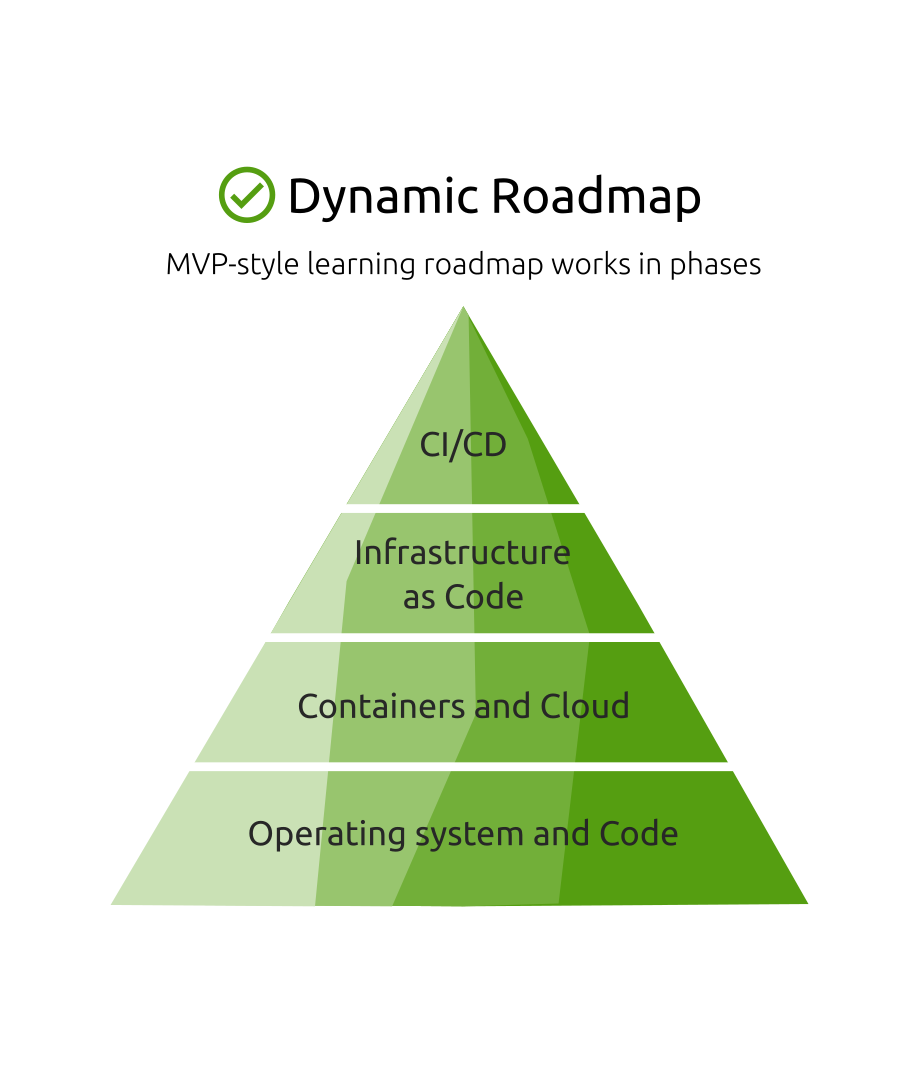 Dynamic Roadmap
MVP-style learning roadmap works in phases
CI/CD
Infrastructure
as Code
Containers and Cloud
Operating system and Code